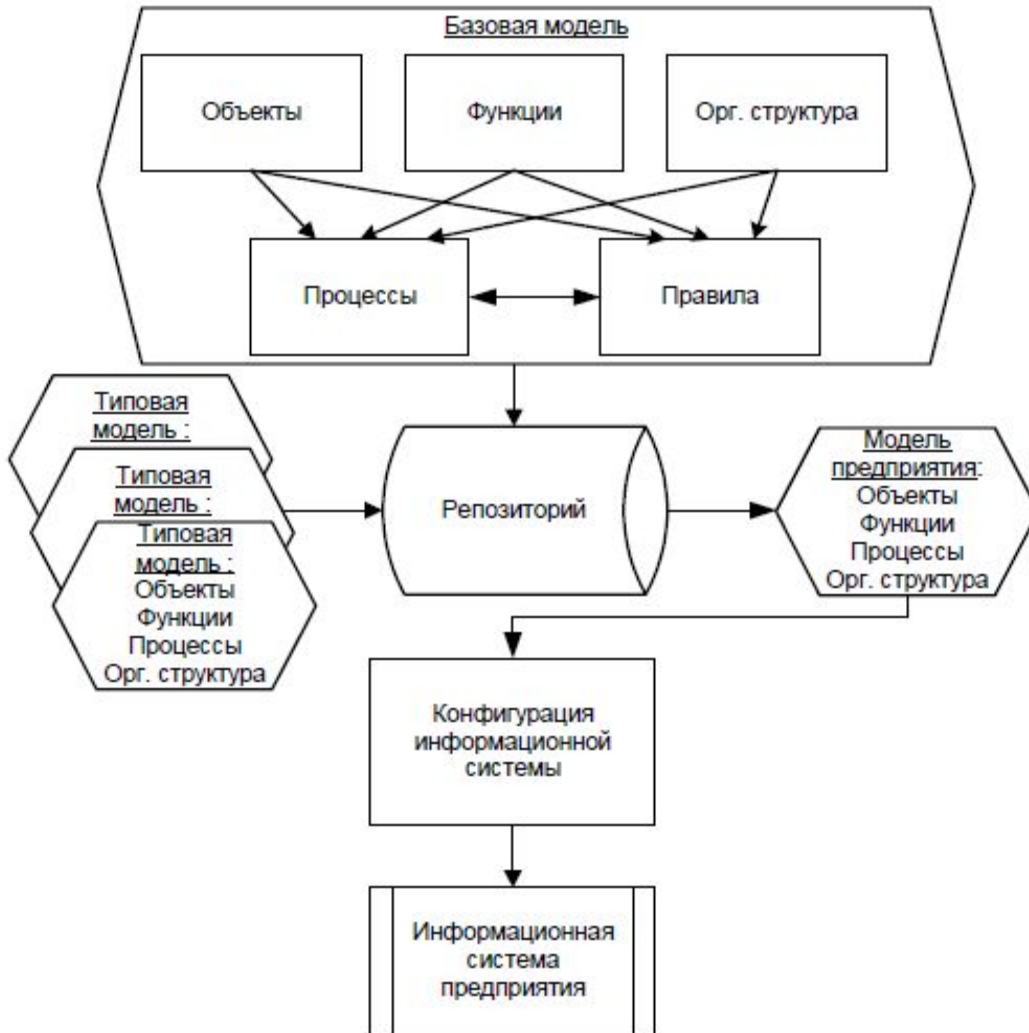 Базовая модель
Объекты
Функции
Орг. структура
Процессы
Правила
Типовая
модель :
Типовая
модель :
Типовая
модель :
Объекты
Функции
Процессы
Орг. структура
Репозиторий
Модель
предприятия:
Объекты
Функции
Процессы
Орг. структура
Конфигурация
информационной
системы
Информационная
система
предприятия